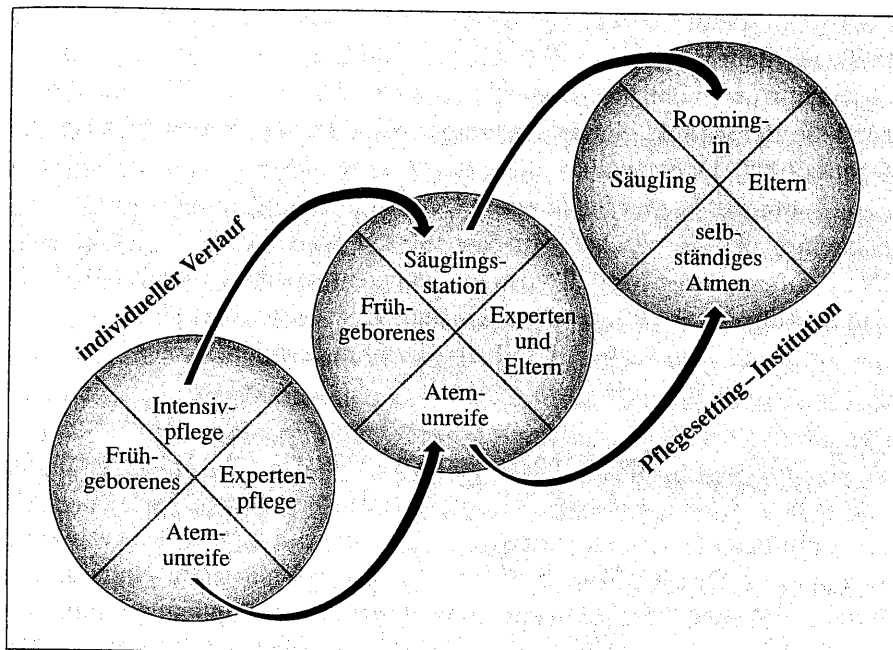 individueller Verlauf
Intensiv-
pflege
Früh-
geborenes
Experten-
pflege
Atem-
unreife
Säuglings-
station
Früh-
geborenes
Experten
und
Eltern
Atem-
unreife
Rooming-
in
Säugling
Eltern
selb-
ständiges
Atmen
Pflegesetting–Institution